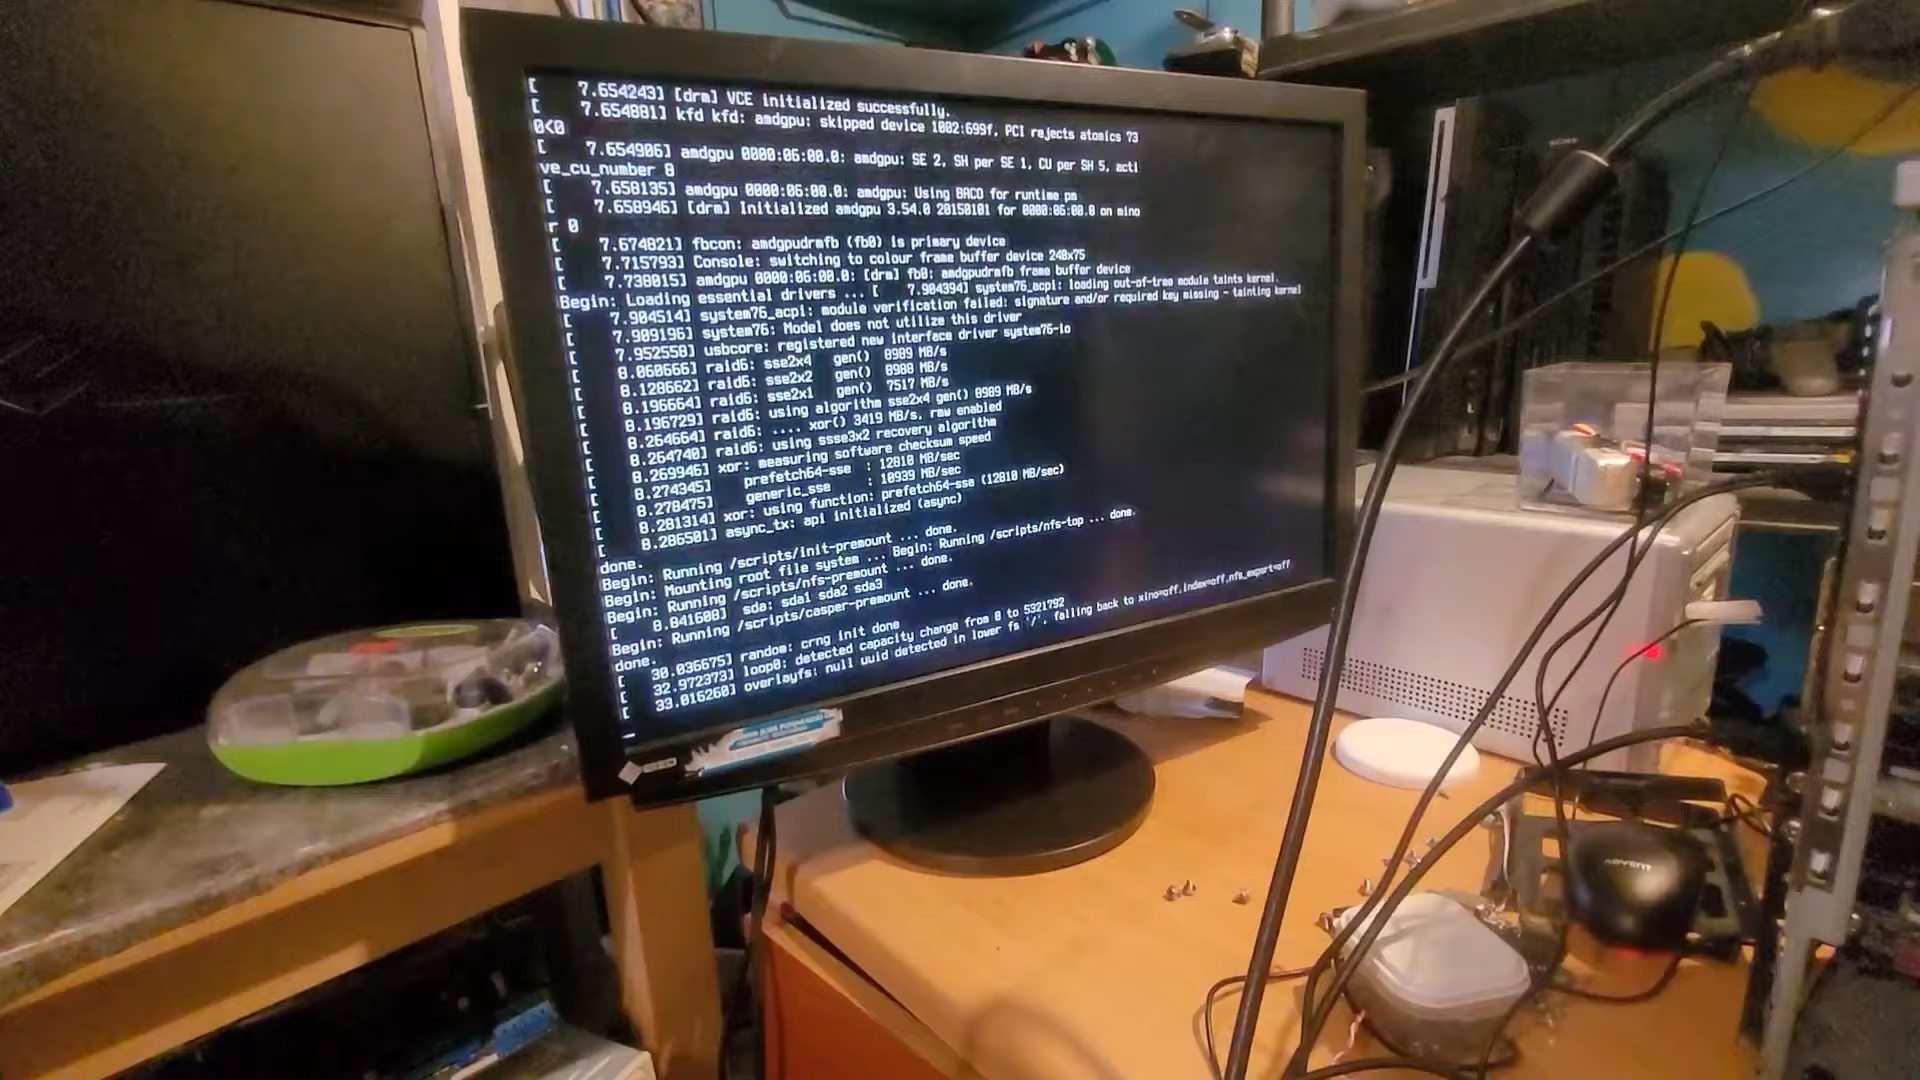 [    7.654243] [drm] VCE initialized successfully.
[    7.654881] kfd kfd: amdgpu: skipped device 1002:699f, PCI rejects atomics 73
0<0
[    7.654906] amdgpu 0000:06:00.0: amdgpu: SE 2, SH per SE 1, CU per SH 5, acti
ve_cu_number 8
[    7.658135] amdgpu 0000:06:00.0: amdgpu: Using BACO for runtime pm
[    7.658946] [drm] Initialized amdgpu 3.54.0 20150101 for 0000:06:00.0 on mino
r 0
[    7.674821] fbcon: amdgpudrmfb (fb0) is primary device
[    7.715793] Console: switching to colour frame buffer device 240x75
[    7.738015] amdgpu 0000:06:00.0: [drm] fb0: amdgpudrmfb frame buffer device
Begin: Loading essential drivers ... [    7.904394] system76_acpi: loading out-of-tree module taints kernel.
[    7.904514] system76_acpi: module verification failed: signature and/or required key missing - tainting kernel
[    7.909196] system76: Model does not utilize this driver
[    7.952558] usbcore: registered new interface driver system76-io
[    8.060666] raid6: sse2x4   gen()  8989 MB/s
[    8.128662] raid6: sse2x2   gen()  8980 MB/s
[    8.196664] raid6: sse2x1   gen()  7517 MB/s
[    8.196729] raid6: using algorithm sse2x4 gen() 8989 MB/s
[    8.264664] raid6: .... xor() 3419 MB/s, rmw enabled
[    8.264740] raid6: using ssse3x2 recovery algorithm
[    8.269946] xor: measuring software checksum speed
[    8.274345]    prefetch64-sse  : 12010 MB/sec
[    8.278475]    generic_sse     : 10939 MB/sec
[    8.281314] xor: using function: prefetch64-sse (12010 MB/sec)
[    8.286501] async_tx: api initialized (async)
done.
Begin: Running /scripts/init-premount ... done.
Begin: Mounting root file system ... Begin: Running /scripts/nfs-top ... done.
Begin: Running /scripts/nfs-premount ... done.
[    8.841608] sda: sda1 sda2 sda3
Begin: Running /scripts/casper-premount ... done.
done.
[   30.036675] random: crng init done
[   32.972373] loop0: detected capacity change from 0 to 5321792
[   33.016260] overlayfs: null uuid detected in lower fs '/', falling back to xino=off,index=off,nfs_export=off.
ADVENT